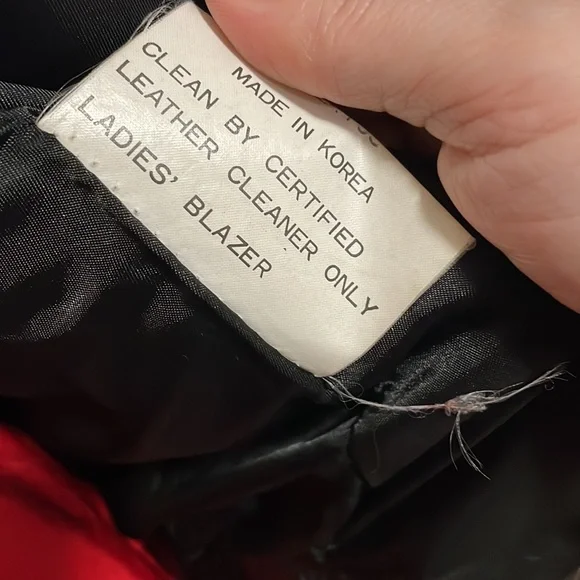 MADE IN KOREA
CLEAN BY CERTIFIED
LEATHER CLEANER ONLY
LADIES' BLAZER